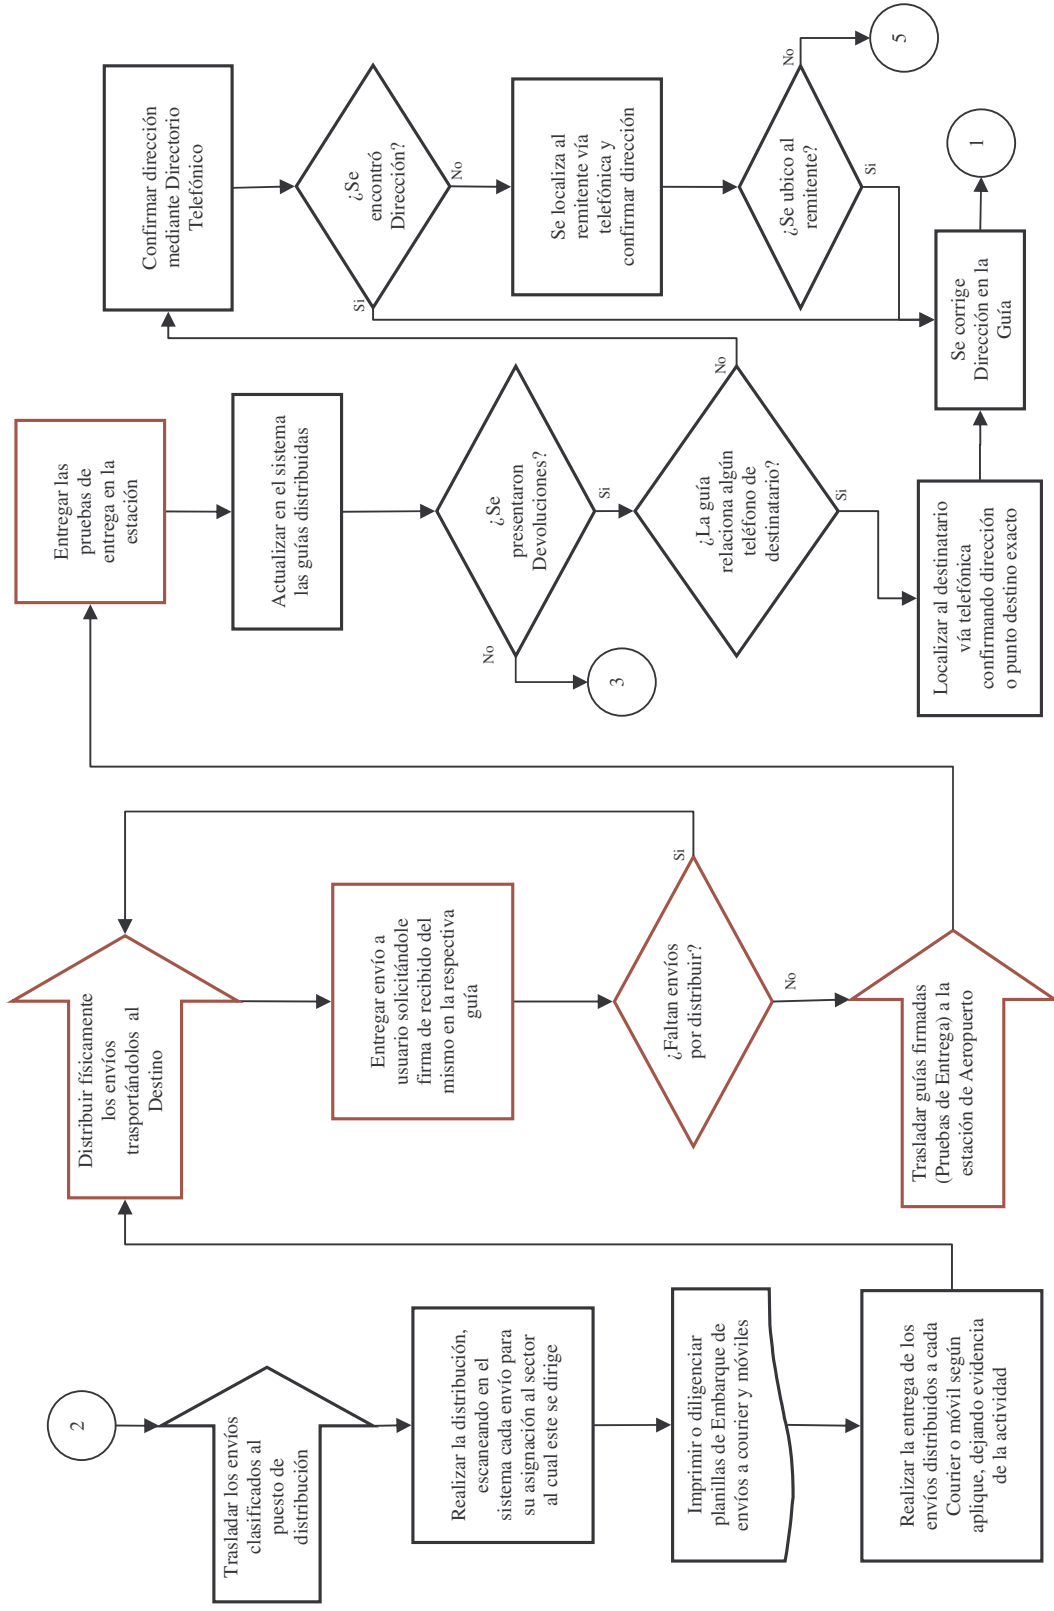 2
Trasladar los envíos
clasificados al
puesto de
distribución
Realizar la distribución,
escaneando en el
sistema cada envío para
su asignación al sector
al cual este se dirige
Imprimir o diligenciar
planillas de Embarque de
envíos a courier y móviles
Realizar la entrega de los
envíos distribuidos a cada
Courier o móvil según
aplique, dejando evidencia
de la actividad
Distribuir físicamente
los envíos
trasportándolos al
Destino
Entregar envío a
usuario solicitándole
firma de recibido del
mismo en la respectiva
guía
¿Faltan envíos
por distribuir?
Si
No
Trasladar guías firmadas
(Pruebas de Entrega) a la
estación de Aeropuerto
Entregar las
pruebas de
entrega en la
estación
Actualizar en el sistema
las guías distribuidas
¿Se
presentaron
Devoluciones?
No
Si
3
¿La guía
relaciona algún
teléfono de
destinatario?
No
Si
Localizar al destinatario
vía telefónica
confirmando dirección
o punto destino exacto
Confirmar dirección
mediante Directorio
Telefónico
¿Se
encontró
Dirección?
Si
No
Se localiza al
remitente vía
telefónica y
confirmar dirección
¿Se ubico al
remitente?
No
Si
5
Se corrige
Dirección en la
Guía
1